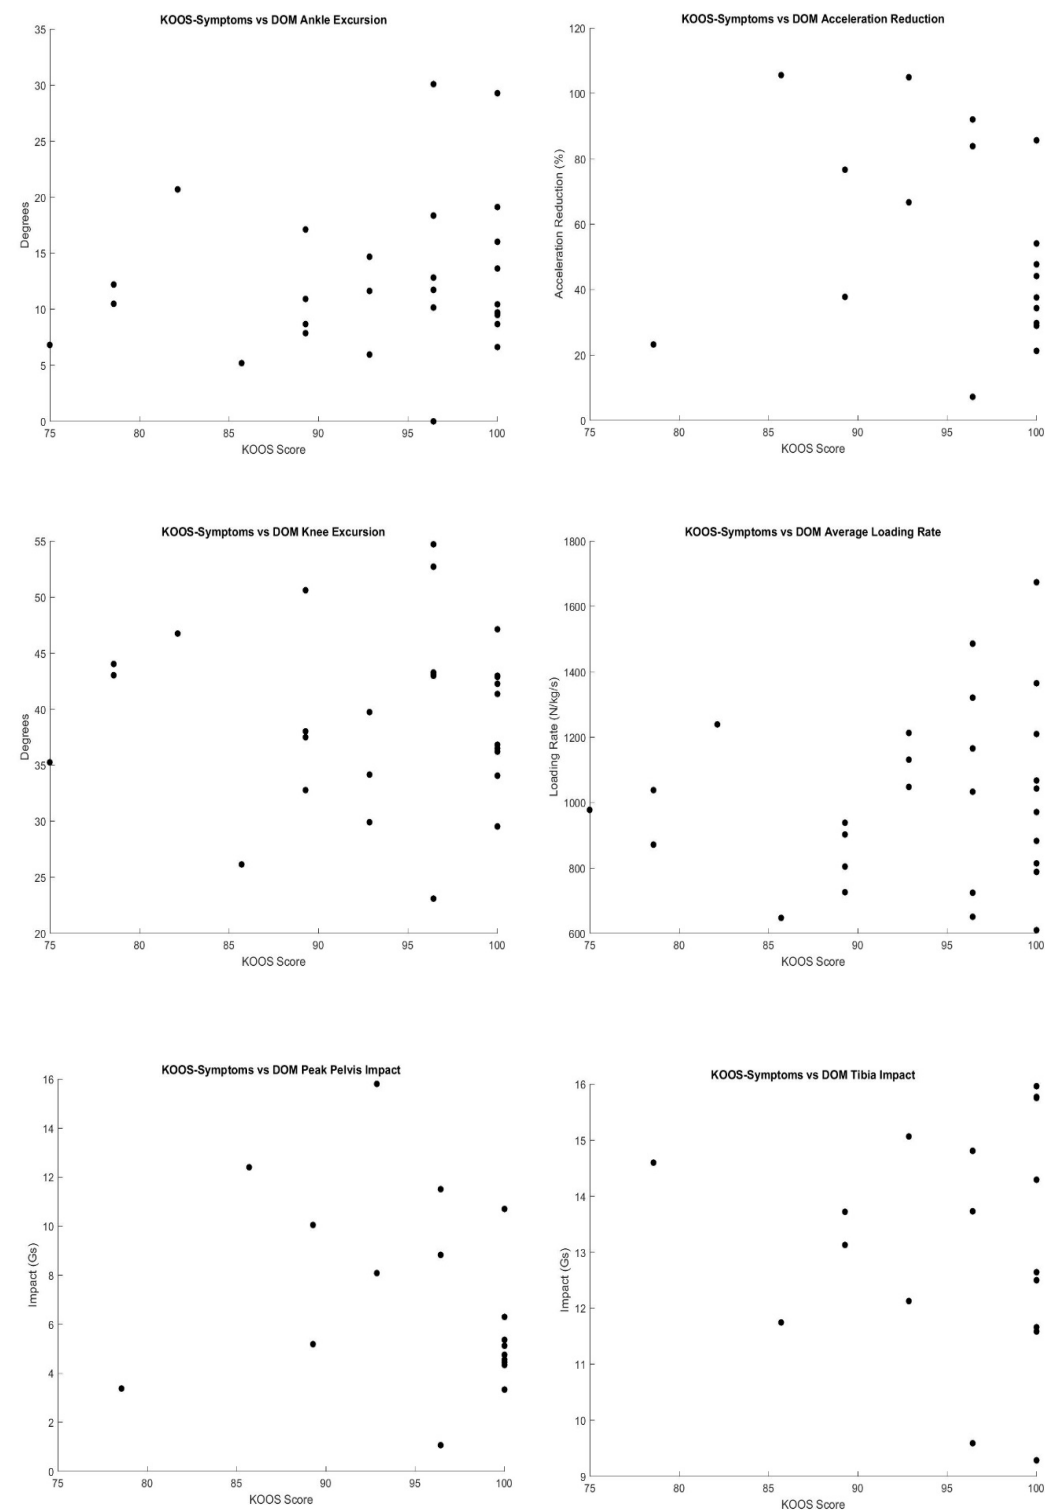 KOOS-Symptoms vs DOM Ankle Excursion
35
30
25
20
15
10
5
0
Degrees
75 80 85 90 95 100
KOOS Score
KOOS-Symptoms vs DOM Acceleration Reduction
120
100
80
60
40
20
0
Acceleration Reduction (%)
75 80 85 90 95 100
KOOS Score
KOOS-Symptoms vs DOM Knee Excursion
55
50
45
40
35
30
25
20
Degrees
75 80 85 90 95 100
KOOS Score
KOOS-Symptoms vs DOM Average Loading Rate
1800
1600
1400
1200
1000
800
600
Loading Rate (N/kg/s)
75 80 85 90 95 100
KOOS Score
KOOS-Symptoms vs DOM Peak Pelvis Impact
16
14
12
10
8
6
4
2
0
Impact (Gs)
75 80 85 90 95 100
KOOS Score
KOOS-Symptoms vs DOM Tibia Impact
16
15
14
13
12
11
10
9
Impact (Gs)
75 80 85 90 95 100
KOOS Score